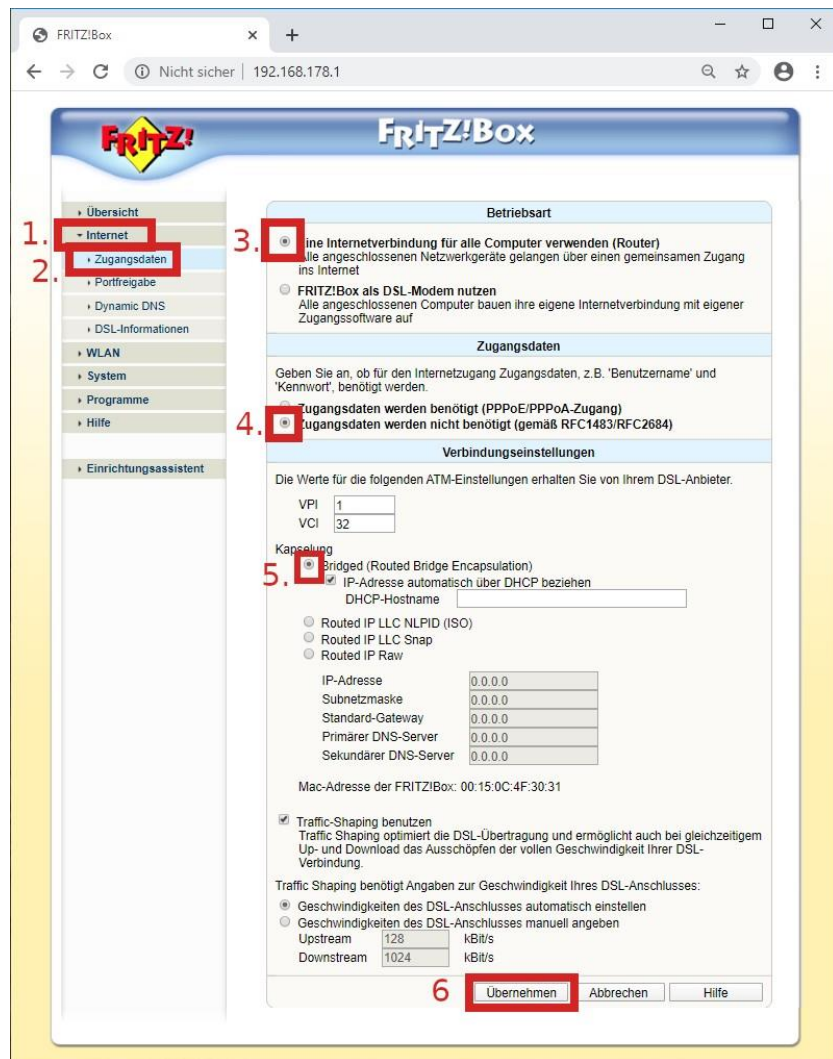 FRITZ!Box
Nicht sicher | 192.168.178.1
FRITZ!
FRITZ!Box
Übersicht
1. Internet
2. Zugangsdaten
Portfreigabe
Dynamic DNS
DSL-Informationen
WLAN
System
Programme
Hilfe
Einrichtungsassistent
Betriebsart
3. Eine Internetverbindung für alle Computer verwenden (Router)
Alle angeschlossenen Netzwerkgeräte gelangen über einen gemeinsamen Zugang
ins Internet
FRITZ!Box als DSL-Modem nutzen
Alle angeschlossenen Computer bauen ihre eigene Internetverbindung mit eigener
Zugangssoftware auf
Zugangsdaten
Geben Sie an, ob für den Internetzugang Zugangsdaten, z.B. 'Benutzername' und
'Kennwort', benötigt werden.
Zugangsdaten werden benötigt (PPPoE/PPPoA-Zugang)
4. Zugangsdaten werden nicht benötigt (gemäß RFC1483/RFC2684)
Verbindungseinstellungen
Die Werte für die folgenden ATM-Einstellungen erhalten Sie von Ihrem DSL-Anbieter.
VPI 1
VCI 32
Kapselung
5. Bridged (Routed Bridge Encapsulation)
IP-Adresse automatisch über DHCP beziehen
DHCP-Hostname
Routed IP LLC NLPID (ISO)
Routed IP LLC Snap
Routed IP Raw
IP-Adresse 0.0.0.0
Subnetzmaske 0.0.0.0
Standard-Gateway 0.0.0.0
Primärer DNS-Server 0.0.0.0
Sekundärer DNS-Server 0.0.0.0
Mac-Adresse der FRITZ!Box: 00:15:0C:4F:30:31
Traffic-Shaping benutzen
Traffic Shaping optimiert die DSL-Übertragung und ermöglicht auch bei gleichzeitigem
Up- und Download das Ausschöpfen der vollen Geschwindigkeit Ihrer DSL-
Verbindung.
Traffic Shaping benötigt Angaben zur Geschwindigkeit Ihres DSL-Anschlusses:
Geschwindigkeiten des DSL-Anschlusses automatisch einstellen
Geschwindigkeiten des DSL-Anschlusses manuell angeben
Upstream 128 kBit/s
Downstream 1024 kBit/s
6 Übernehmen Abbrechen Hilfe